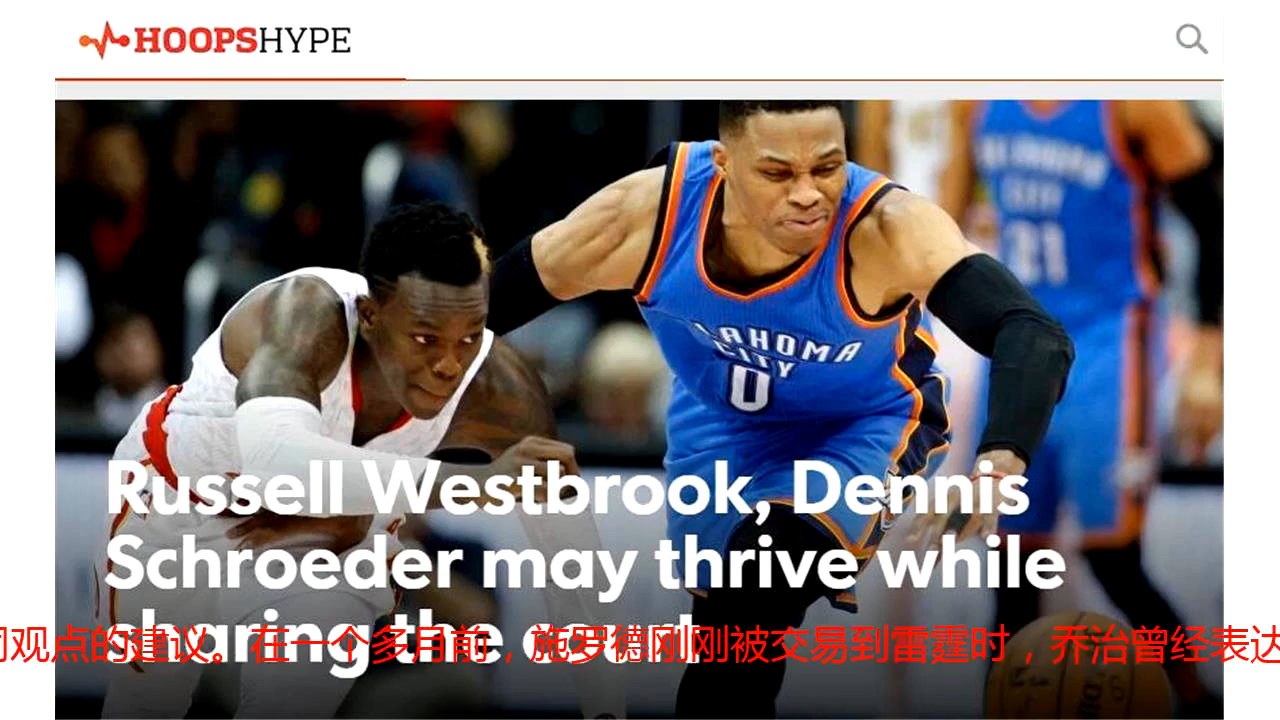 HOOPSHYPE
LAHOMA
CITY
0
21
Russell Westbrook, Dennis
Schroeder may thrive while
sharing the court
观点的建议。在一个多月前，施罗德刚刚被交易到雷霆时，乔治曾经表达